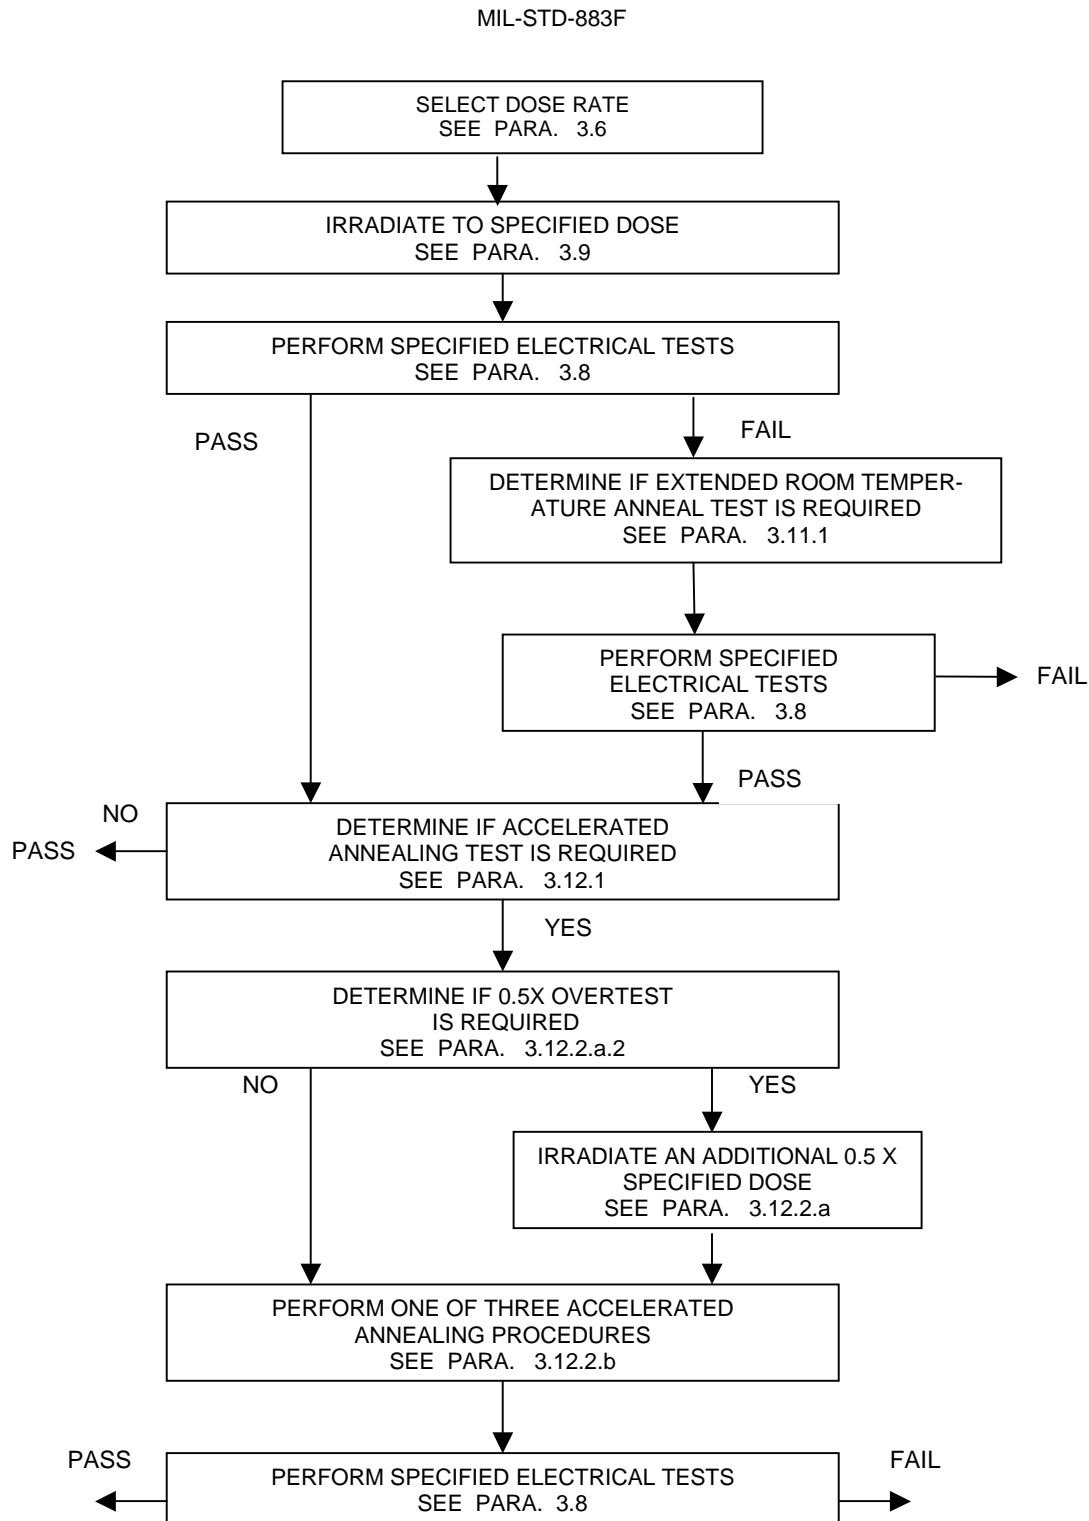 MIL-STD-883F
SELECT DOSE RATE
SEE PARA. 3.6
IRRADIATE TO SPECIFIED DOSE
SEE PARA. 3.9
PERFORM SPECIFIED ELECTRICAL TESTS
SEE PARA. 3.8
PASS
FAIL
DETERMINE IF EXTENDED ROOM TEMPER-
ATURE ANNEAL TEST IS REQUIRED
SEE PARA. 3.11.1
PERFORM SPECIFIED
ELECTRICAL TESTS
SEE PARA. 3.8
FAIL
PASS
NO
PASS
DETERMINE IF ACCELERATED
ANNEALING TEST IS REQUIRED
SEE PARA. 3.12.1
YES
DETERMINE IF 0.5X OVERTEST
IS REQUIRED
SEE PARA. 3.12.2.a.2
NO
YES
IRRADIATE AN ADDITIONAL 0.5 X
SPECIFIED DOSE
SEE PARA. 3.12.2.a
PERFORM ONE OF THREE ACCELERATED
ANNEALING PROCEDURES
SEE PARA. 3.12.2.b
PASS
FAIL
PERFORM SPECIFIED ELECTRICAL TESTS
SEE PARA. 3.8